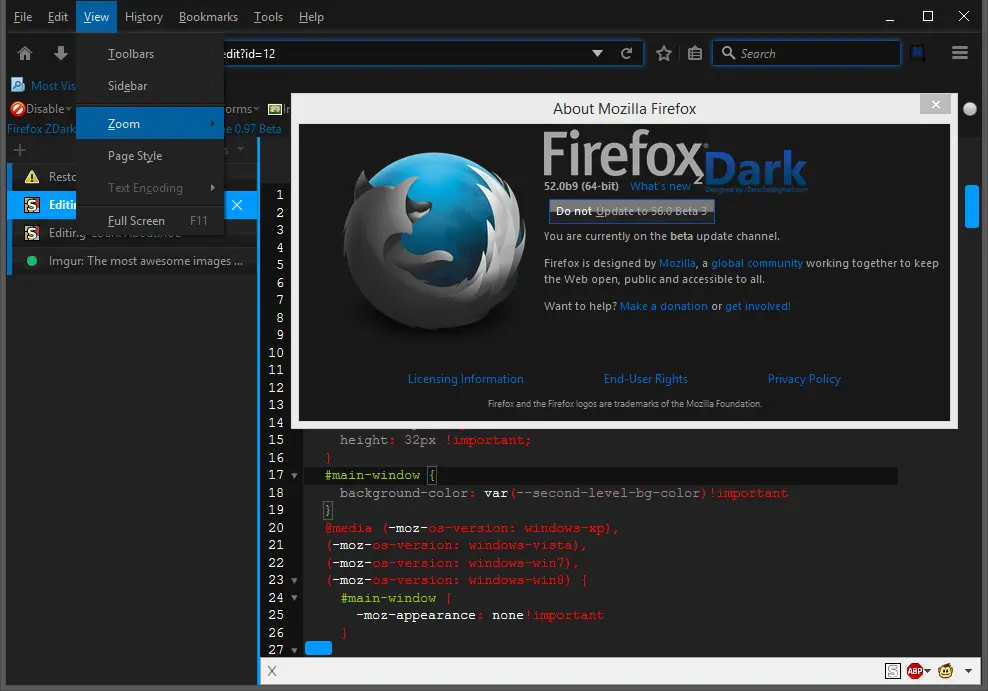 File Edit View History Bookmarks Tools Help
edit?id=12
Search
Toolbars
Sidebar
Zoom
Page Style
Text Encoding
Full Screen F11
Most Vis
Disable
orms
Firefox ZDark
e 0.97 Beta
Resto
Editin
Editing
Imgur: The most awesome images ...
About Mozilla Firefox
Firefox
zDark
Designed by
52.0b9 (64-bit) What's new
Do not Update to 56.0 Beta 3
You are currently on the beta update channel.
Firefox is designed by Mozilla, a global community working together to keep
the Web open, public and accessible to all.
Want to help? Make a donation or get involved!
Licensing Information End-User Rights Privacy Policy
Firefox and the Firefox logos are trademarks of the Mozilla Foundation.
1
2
3
4
5
6
7
8
9
10
11
12
13
14
15 height: 32px !important;
16 }
17 #main-window {
18 background-color: var(--second-level-bg-color)!important
19 }
20 @media (-moz-os-version: windows-xp),
21 (-moz-os-version: windows-vista),
22 (-moz-os-version: windows-win7),
23 (-moz-os-version: windows-win8) {
24 #main-window {
25 -moz-appearance: none!important
26 }
27
X
S
ABP